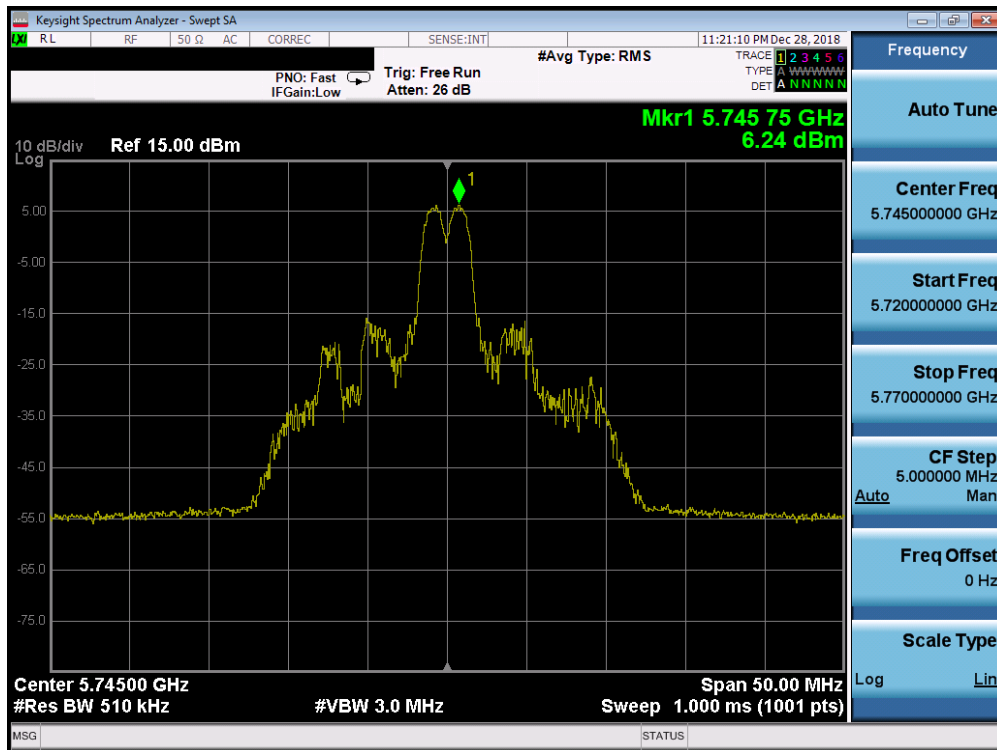 Keysight Spectrum Analyzer - Swept SA
LXI RL RF 50 Ω AC CORREC SENSE:INT 11:21:10 PM Dec 28, 2018
Frequency
#Avg Type: RMS
TRACE 1 2 3 4 5 6
PNO: Fast Trig: Free Run
TYPE A WWWWW
IFGain:Low Atten: 26 dB
DET A N N N N N
Auto Tune
Mkr1 5.745 75 GHz
6.24 dBm
10 dB/div Ref 15.00 dBm
Log
1
5.00
-5.00
-15.0
-25.0
-35.0
-45.0
-55.0
-65.0
-75.0
Center Freq
5.745000000 GHz
Start Freq
5.720000000 GHz
Stop Freq
5.770000000 GHz
CF Step
5.000000 MHz
Auto Man
Freq Offset
0 Hz
Scale Type
Log Lin
Center 5.74500 GHz Span 50.00 MHz
#Res BW 510 kHz #VBW 3.0 MHz Sweep 1.000 ms (1001 pts)
MSG STATUS